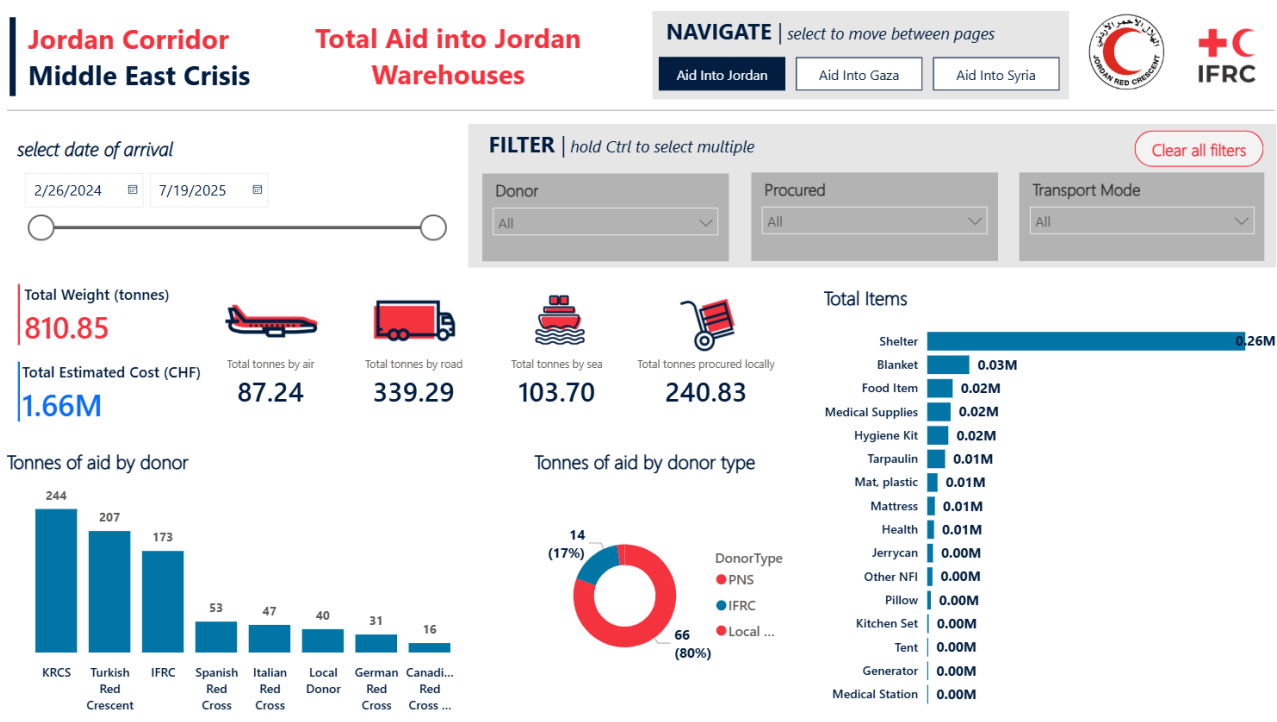 Jordan Corridor
Middle East Crisis
Total Aid into Jordan
Warehouses
NAVIGATE | select to move between pages
Aid Into Jordan
Aid Into Gaza
Aid Into Syria
الهلال الأحمر الأردني
JORDAN RED CRESCENT
IFRC
select date of arrival
2/26/2024
7/19/2025
FILTER | hold Ctrl to select multiple
Clear all filters
Donor
All
Procured
All
Transport Mode
All
Total Weight (tonnes)
810.85
Total Estimated Cost (CHF)
1.66M
Total tonnes by air
87.24
Total tonnes by road
339.29
Total tonnes by sea
103.70
Total tonnes procured locally
240.83
Tonnes of aid by donor
244
207
173
53
47
40
31
16
KRCS
Turkish
Red
Crescent
IFRC
Spanish
Red
Cross
Italian
Red
Cross
Local
Donor
German
Red
Cross
Canadi...
Red
Cross ...
Tonnes of aid by donor type
14
(17%)
66
(80%)
DonorType
PNS
IFRC
Local ...
Total Items
Shelter 0.26M
Blanket 0.03M
Food Item 0.02M
Medical Supplies 0.02M
Hygiene Kit 0.02M
Tarpaulin 0.01M
Mat, plastic 0.01M
Mattress 0.01M
Health 0.01M
Jerrycan 0.00M
Other NFI 0.00M
Pillow 0.00M
Kitchen Set 0.00M
Tent 0.00M
Generator 0.00M
Medical Station 0.00M